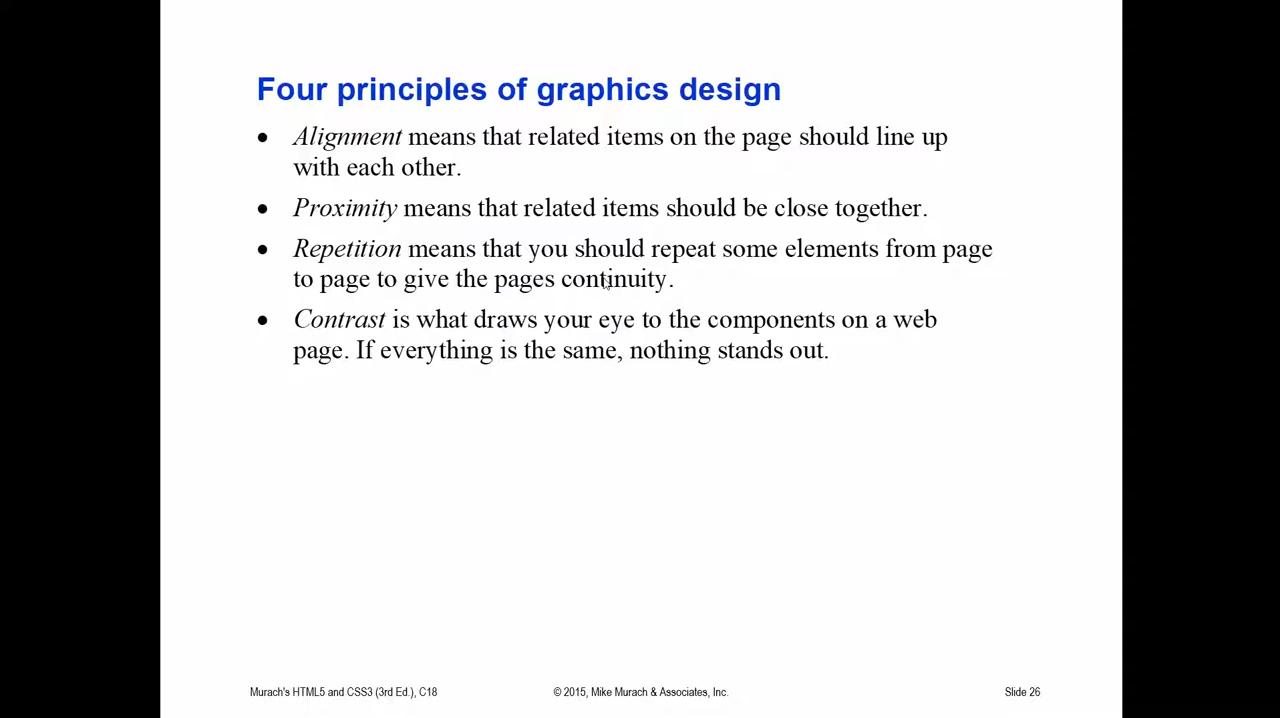 Four principles of graphics design
• Alignment means that related items on the page should line up
with each other.
• Proximity means that related items should be close together.
• Repetition means that you should repeat some elements from page
to page to give the pages continuity.
• Contrast is what draws your eye to the components on a web
page. If everything is the same, nothing stands out.
Murach's HTML5 and CSS3 (3rd Ed.), C18
© 2015, Mike Murach & Associates, Inc.
Slide 26